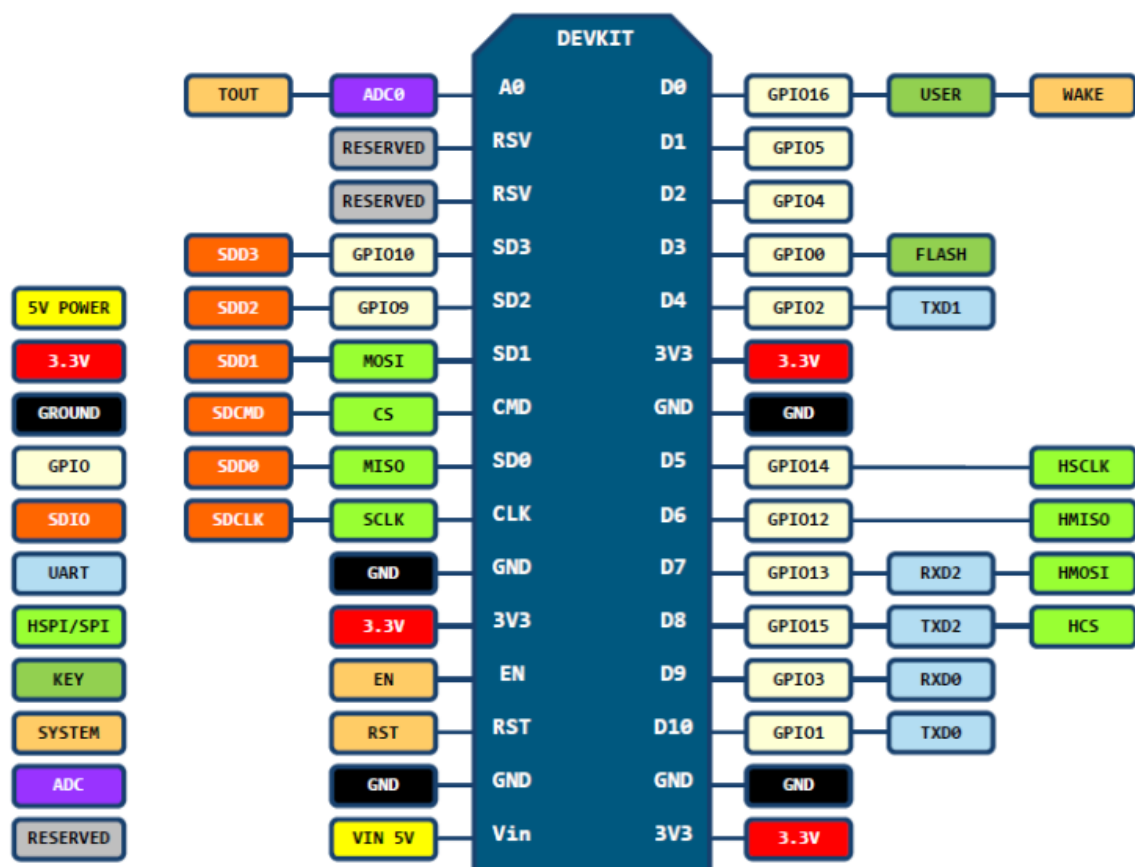 DEVKIT
TOUT ADC0 A0 D0 GPIO16 USER WAKE
RESERVED RSV D1 GPIO5
RESERVED RSV D2 GPIO4
SDD3 GPIO10 SD3 D3 GPIO0 FLASH
5V POWER SDD2 GPIO9 SD2 D4 GPIO2 TXD1
3.3V SDD1 MOSI SD1 3V3 3.3V
GROUND SDCMD CS CMD GND GND
GPIO SDD0 MISO SD0 D5 GPIO14 HSCLK
SDIO SDCLK SCLK CLK D6 GPIO12 HMISO
UART GND GND D7 GPIO13 RXD2 HMOSI
HSPI/SPI 3.3V 3V3 D8 GPIO15 TXD2 HCS
KEY EN EN D9 GPIO3 RXD0
SYSTEM RST RST D10 GPIO1 TXD0
ADC GND GND GND GND
RESERVED VIN 5V Vin 3V3 3.3V